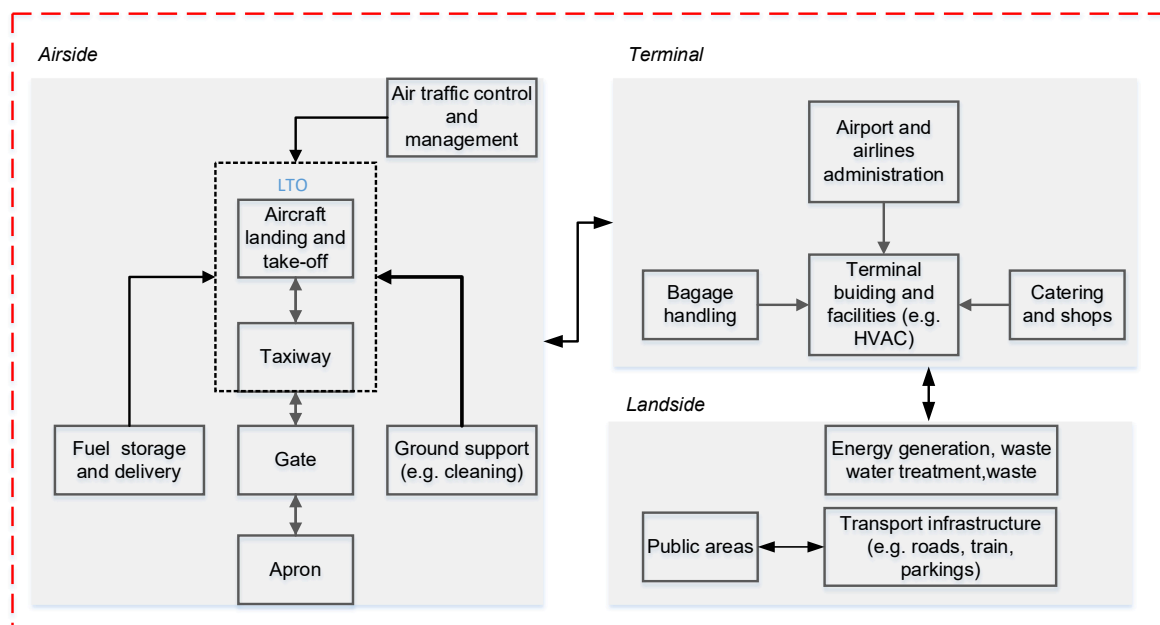 Airside
Air traffic control
and
management
LTO
Aircraft
landing and
take-off
Taxiway
Fuel storage
and delivery
Gate
Ground support
(e.g. cleaning)
Apron
Terminal
Airport and
airlines
administration
Bagage
handling
Terminal
buiding and
facilities (e.g.
HVAC)
Catering
and shops
Landside
Energy generation, waste
water treatment,waste
Public areas
Transport infrastructure
(e.g. roads, train,
parkings)